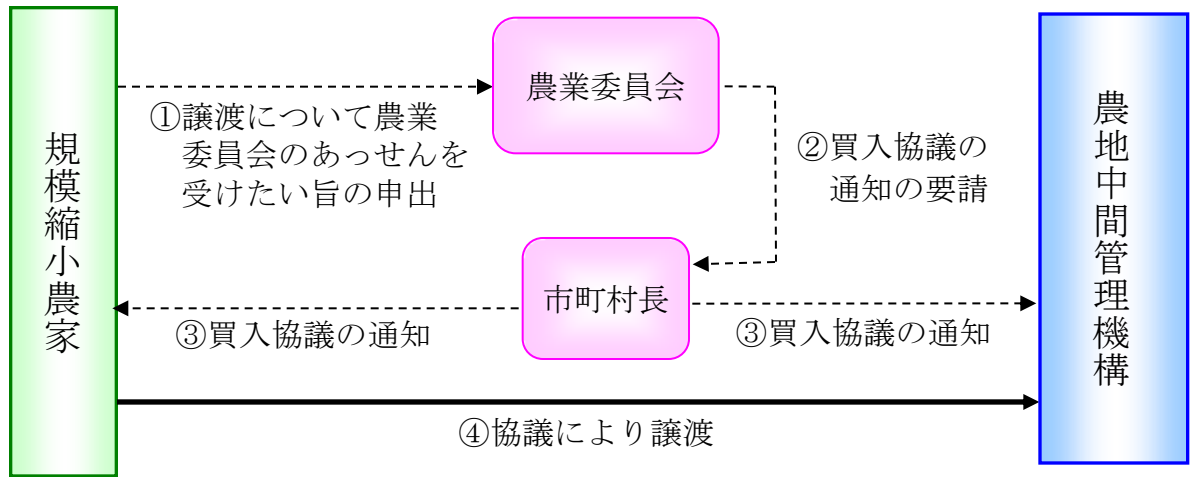 規模縮小農家
農業委員会
①譲渡について農業
委員会のあっせんを
受けたい旨の申出
②買入協議の
通知の要請
市町村長
③買入協議の通知
③買入協議の通知
④協議により譲渡
農地中間管理機構